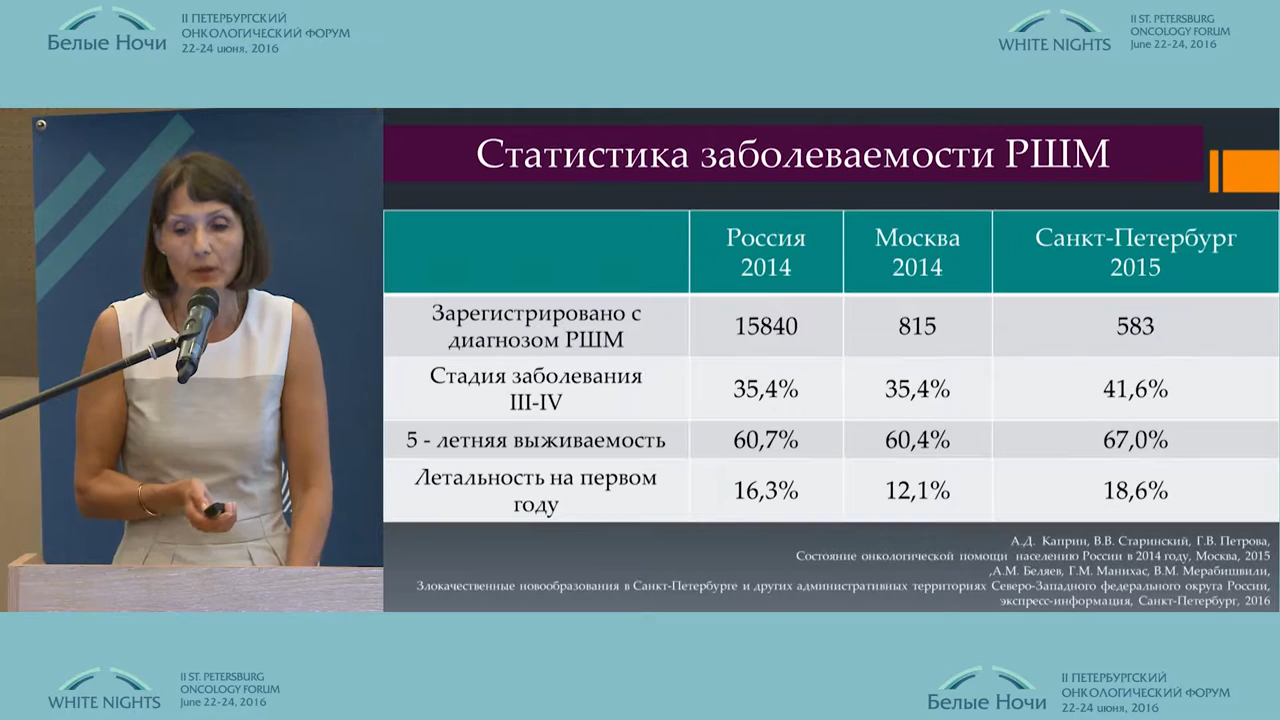 Белые Ночи
II ПЕТЕРБУРГСКИЙ
ОНКОЛОГИЧЕСКИЙ ФОРУМ
22-24 июня, 2016
WHITE NIGHTS
II ST. PETERSBURG
ONCOLOGY FORUM
June 22-24, 2016
Статистика заболеваемости РШМ
Россия
2014
Москва
2014
Санкт-Петербург
2015
Зарегистрировано с
диагнозом РШМ
15840
815
583
Стадия заболевания
III-IV
35,4%
35,4%
41,6%
5 - летняя выживаемость
60,7%
60,4%
67,0%
Летальность на первом
году
16,3%
12,1%
18,6%
А.Д. Каприн, В.В. Старинский, Г.В. Петрова,
Состояние онкологической помощи населению России в 2014 году, Москва, 2015
,А.М. Беляев, Г.М. Манихас, В.М. Мерабишвили,
Злокачественные новообразования в Санкт-Петербурге и других административных территориях Северо-Западного федерального округа России,
экспресс-информация, Санкт-Петербург, 2016
WHITE NIGHTS
II ST. PETERSBURG
ONCOLOGY FORUM
June 22-24, 2016
Белые Ночи
II ПЕТЕРБУРГСКИЙ
ОНКОЛОГИЧЕСКИЙ ФОРУМ
22-24 июня, 2016